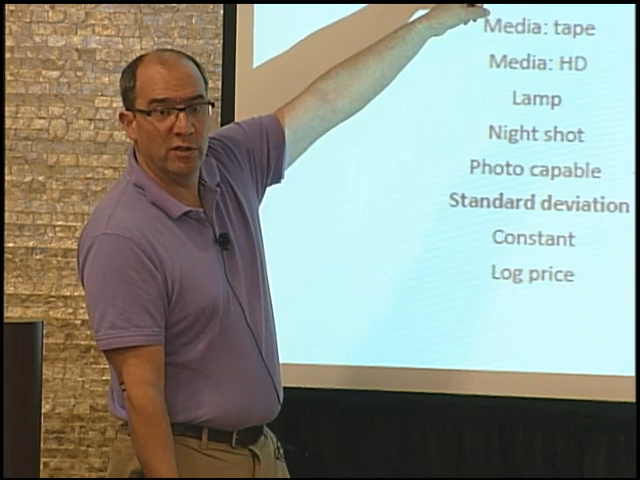 Media: tape
Media: HD
Lamp
Night shot
Photo capable
Standard deviation
Constant
Log price